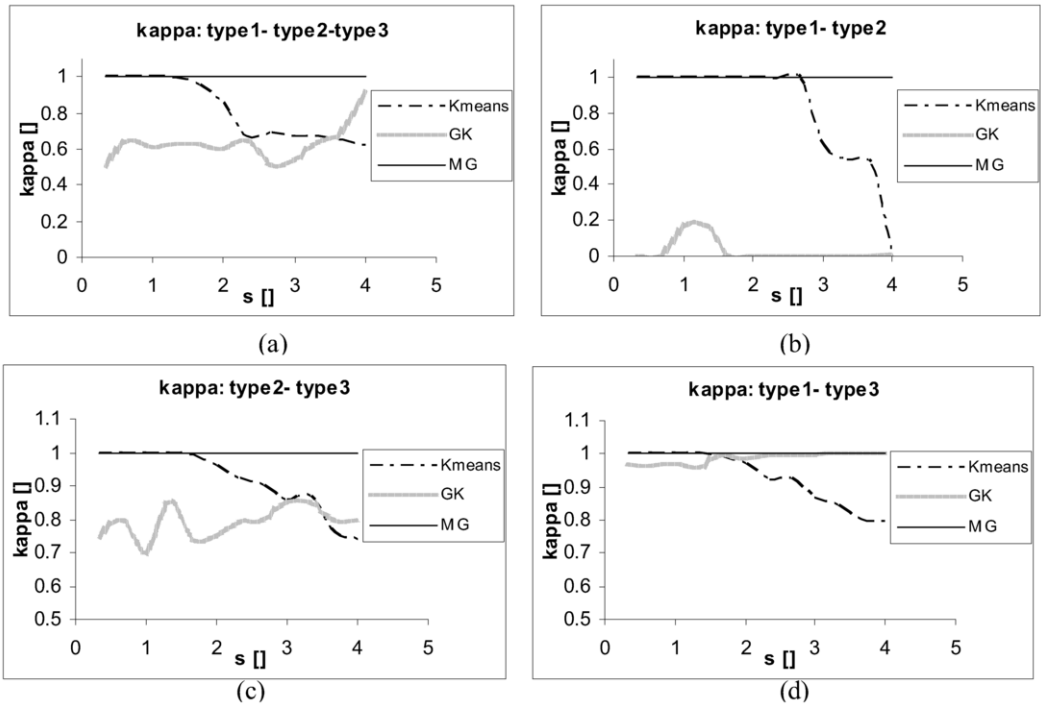 kappa: type1- type2-type3
kappa []
1
0.8
0.6
0.4
0.2
0
0 1 2 3 4 5
s []
Kmeans
GK
MG
(a)
kappa: type1- type2
kappa []
1
0.8
0.6
0.4
0.2
0
0 1 2 3 4 5
s []
Kmeans
GK
MG
(b)
kappa: type2- type3
kappa []
1.1
1
0.9
0.8
0.7
0.6
0.5
0 1 2 3 4 5
s []
Kmeans
GK
MG
(c)
kappa: type1- type3
kappa []
1.1
1
0.9
0.8
0.7
0.6
0.5
0 1 2 3 4 5
s []
Kmeans
GK
MG
(d)